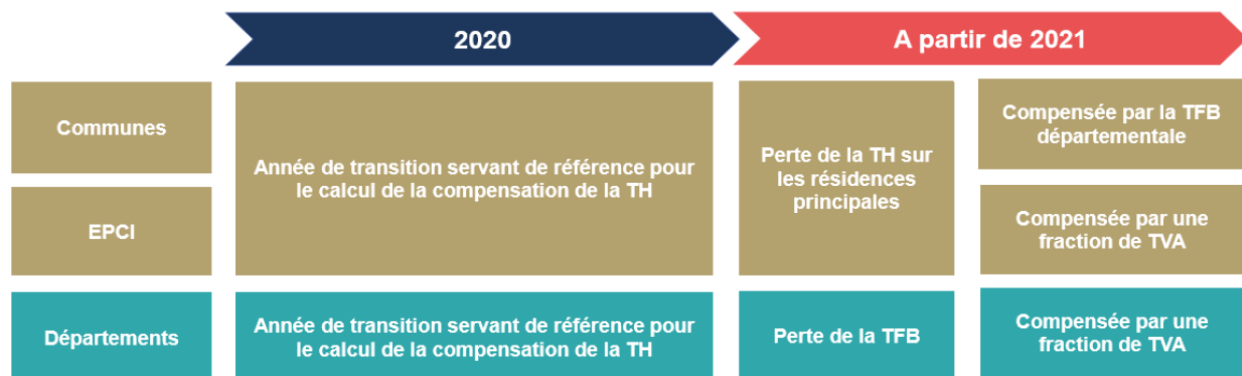 2020
A partir de 2021
Communes
Année de transition servant de référence pour
le calcul de la compensation de la TH
Perte de la TH sur
les résidences
principales
Compensée par la TFB
départementale
EPCI
Compensée par une
fraction de TVA
Départements
Année de transition servant de référence pour
le calcul de la compensation de la TH
Perte de la TFB
Compensée par une
fraction de TVA